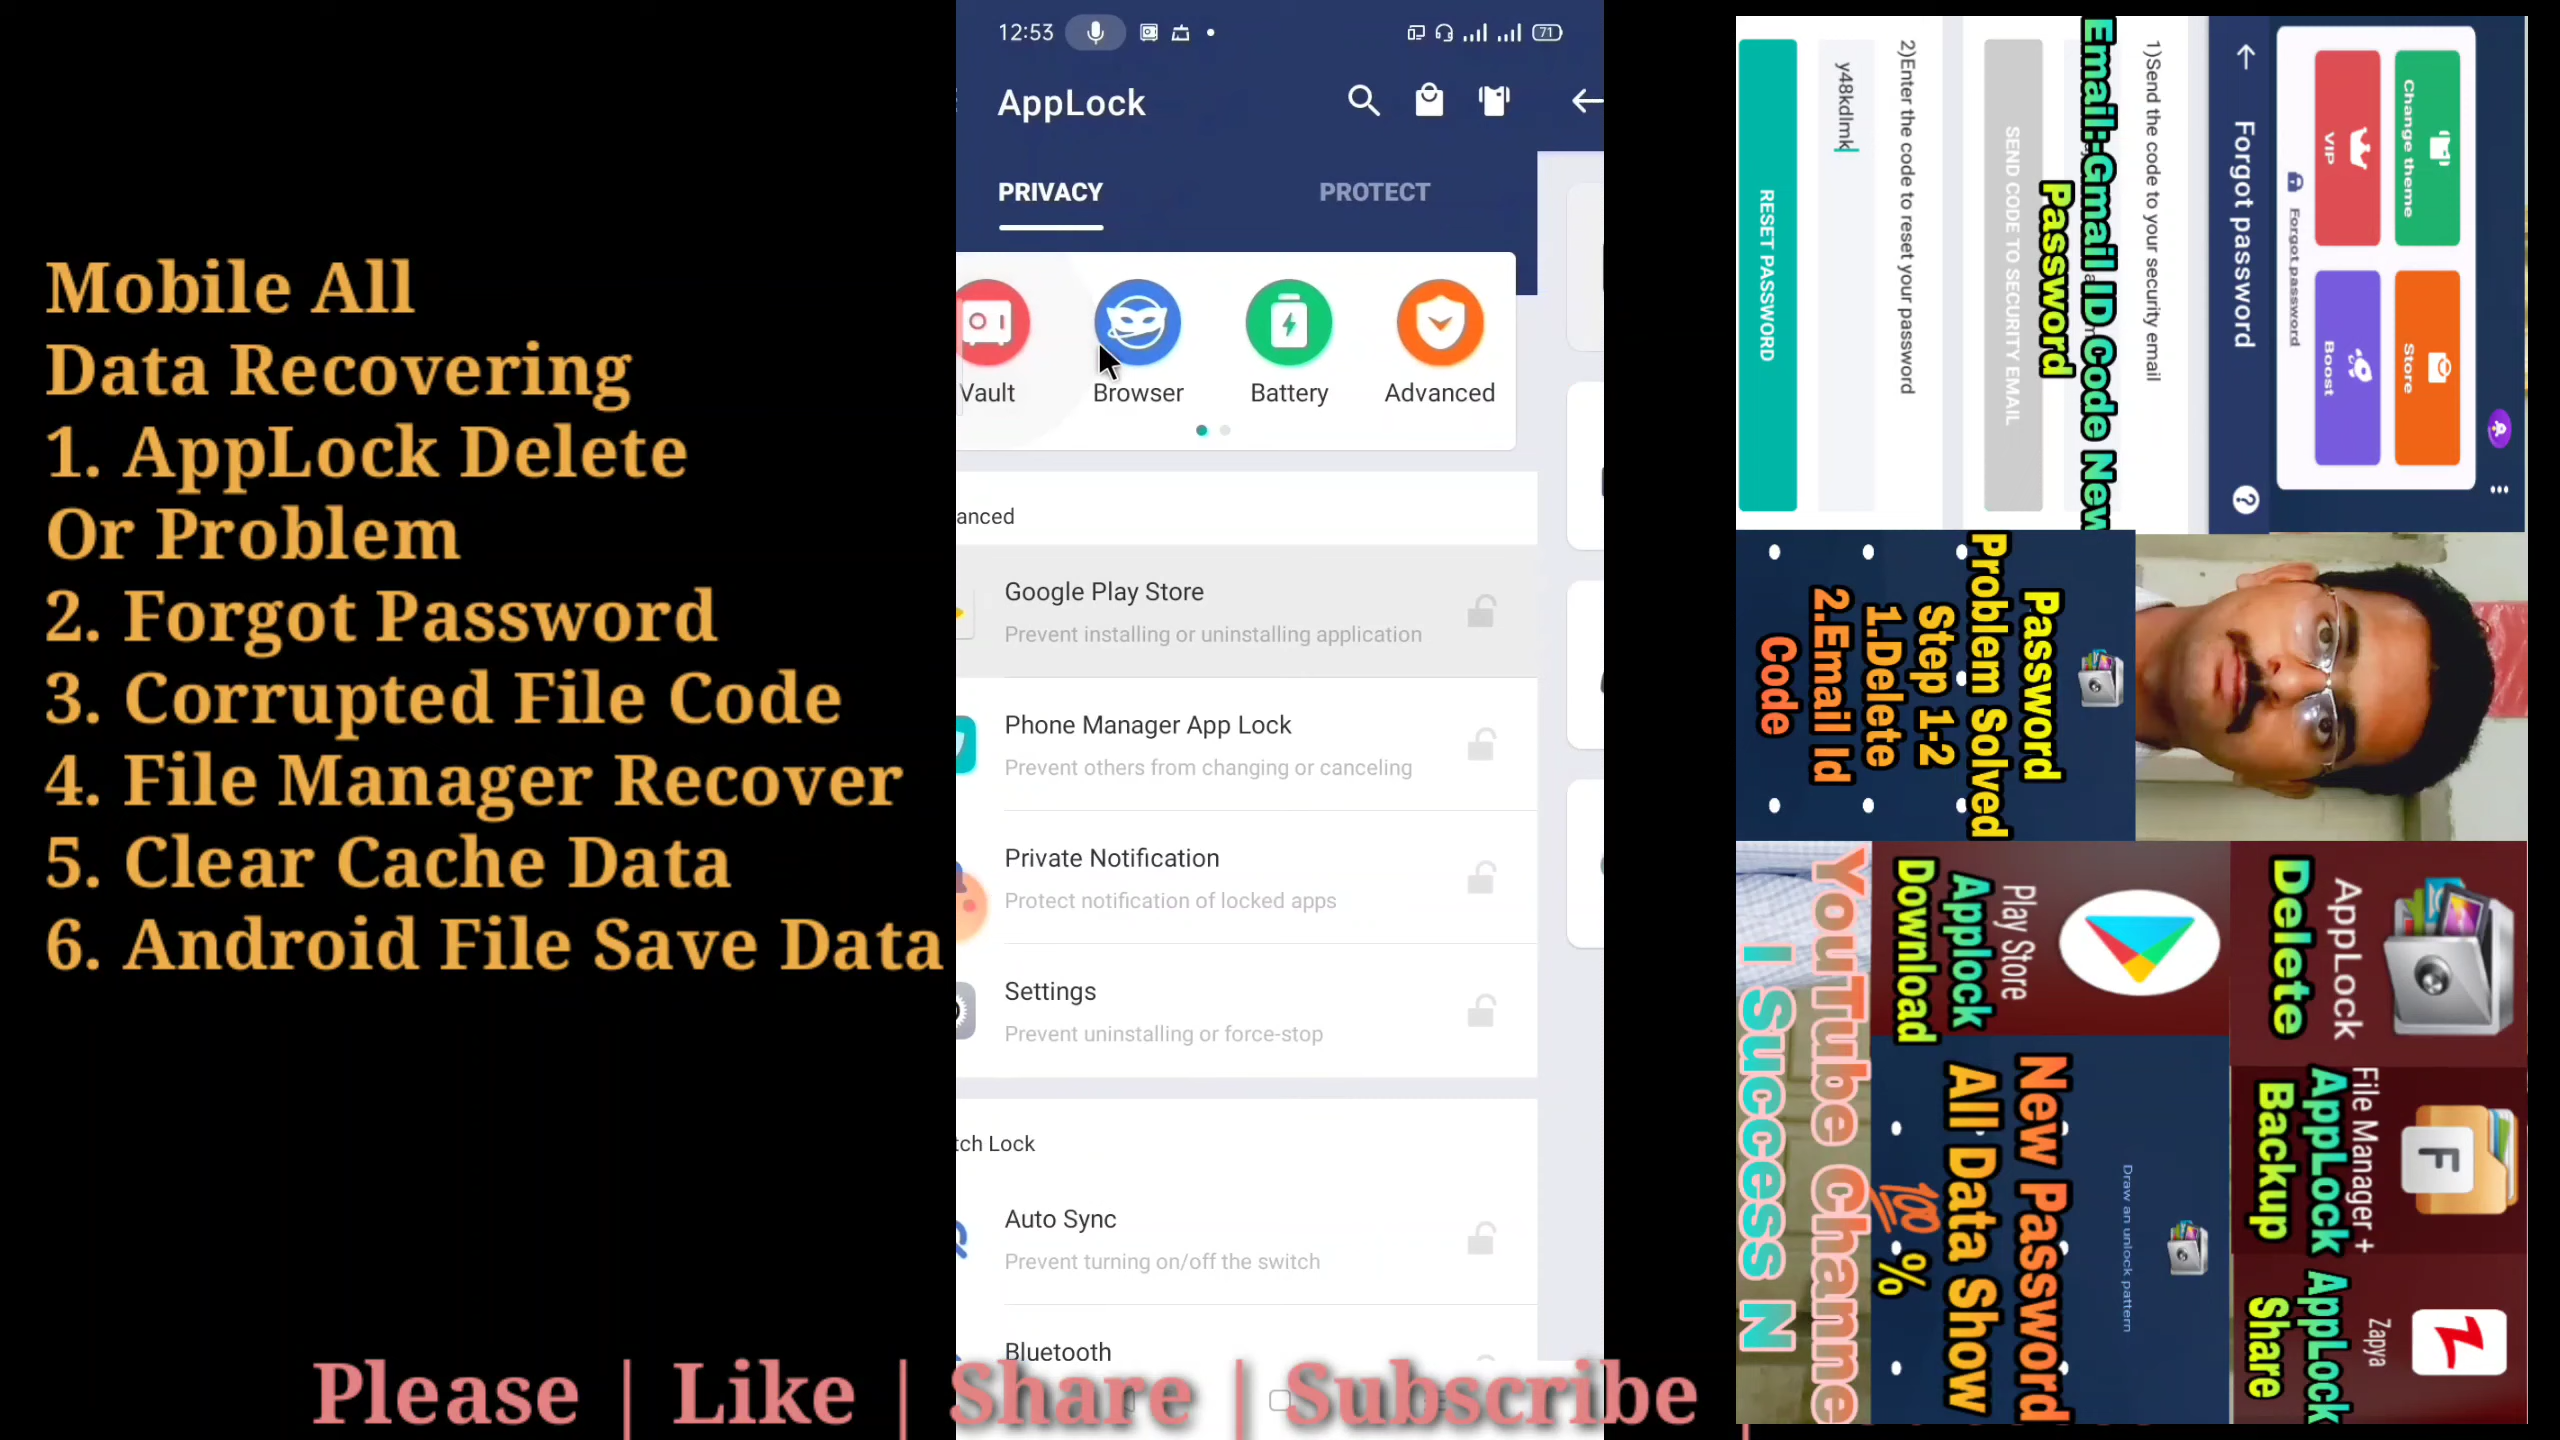 Mobile All
Data Recovering
1. AppLock Delete
Or Problem
2. Forgot Password
3. Corrupted File Code
4. File Manager Recover
5. Clear Cache Data
6. Android File Save Data
12:53
71
AppLock
PRIVACY
PROTECT
Vault
Browser
Battery
Advanced
anced
Google Play Store
Prevent installing or uninstalling application
Phone Manager App Lock
Prevent others from changing or canceling
Private Notification
Protect notification of locked apps
Settings
Prevent uninstalling or force-stop
tch Lock
Auto Sync
Prevent turning on/off the switch
Bluetooth
Please | Like | Share | Subscribe |
Change theme
Store
VIP
Boost
Forgot password
Forgot password
?
1)Send the code to your security email
Email:-Gmail ID Code New
Password
SEND CODE TO SECURITY EMAIL
2)Enter the code to reset your password
y48kdlmk
RESET PASSWORD
Password
Problem Solved
Step 1-2
1.Delete
2.Email Id
Code
AppLock
Delete
File Manager +
AppLock
Backup
F
Zapya
AppLock
Share
Play Store
Applock
Download
Draw an unlock pattern
New Password
All Data Show
100 %
YouTube Channe
I Success N